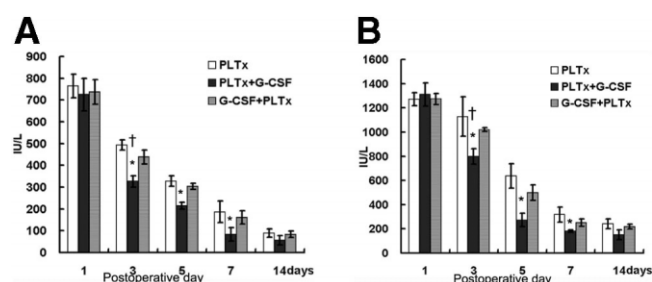 A
900
800
700
600
500
400
300
200
100
0
IU/L
PLTx
PLTx+G-CSF
G-CSF+PLTx
†
*
*
*
1 3 5 7 14days
Postoperative day
B
1600
1400
1200
1000
800
600
400
200
0
IU/L
PLTx
PLTx+G-CSF
G-CSF+PLTx
†
*
*
*
1 3 5 7 14days
Postoperative day